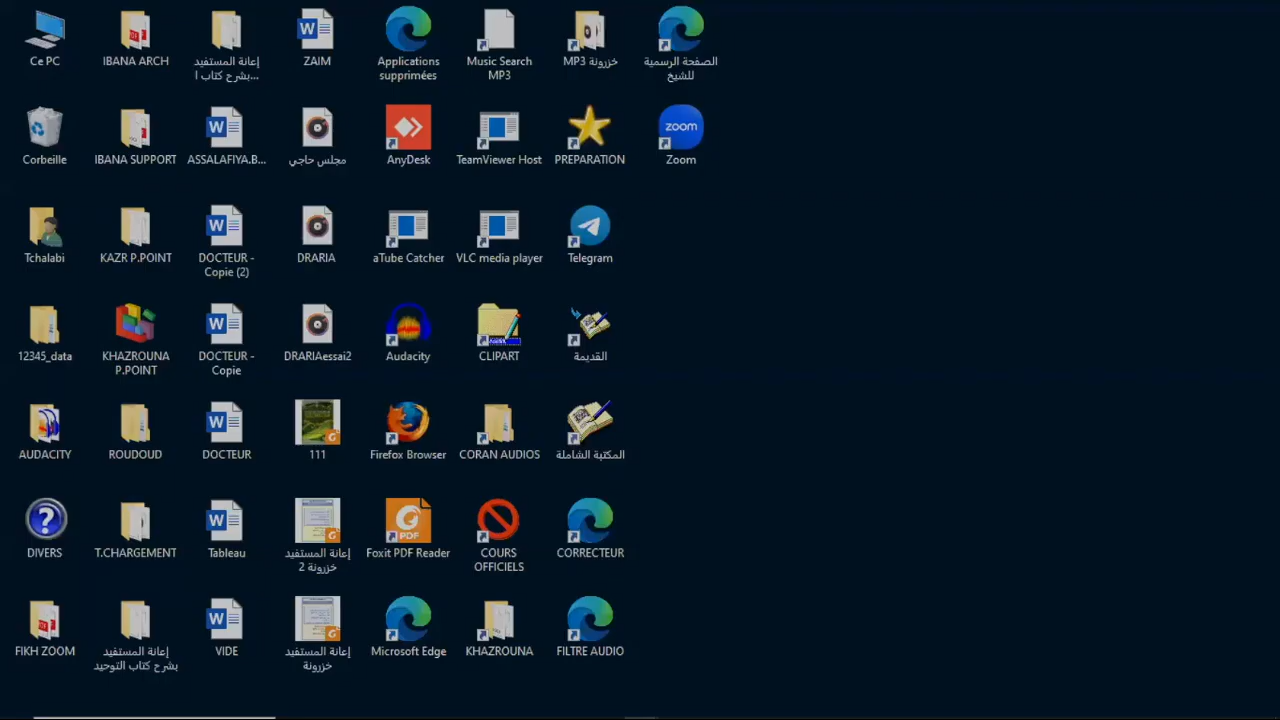 Ce PC
IBANA ARCH
إعانة المستفيد
بشرح كتاب ا...
ZAIM
Applications
supprimées
Music Search
MP3
خزرونة MP3
الصفحة الرسمية
للشيخ
Corbeille
IBANA SUPPORT
ASSALAFIYA.B...
مجلس حاجي
AnyDesk
TeamViewer Host
PREPARATION
zoom
Zoom
Tchalabi
KAZR P.POINT
DOCTEUR -
Copie (2)
DRARIA
aTube Catcher
VLC media player
Telegram
12345_data
KHAZROUNA
P.POINT
DOCTEUR -
Copie
DRARIAessai2
Audacity
CLIPART
القديمة
AUDACITY
ROUDOUD
DOCTEUR
111
Firefox Browser
CORAN AUDIOS
المكتبة الشاملة
DIVERS
T.CHARGEMENT
Tableau
إعانة المستفيد
خزرونة 2
PDF
Foxit PDF Reader
COURS
OFFICIELS
CORRECTEUR
FIKH ZOOM
إعانة المستفيد
بشرح كتاب التوحيد
VIDE
إعانة المستفيد
خزرونة
Microsoft Edge
KHAZROUNA
FILTRE AUDIO